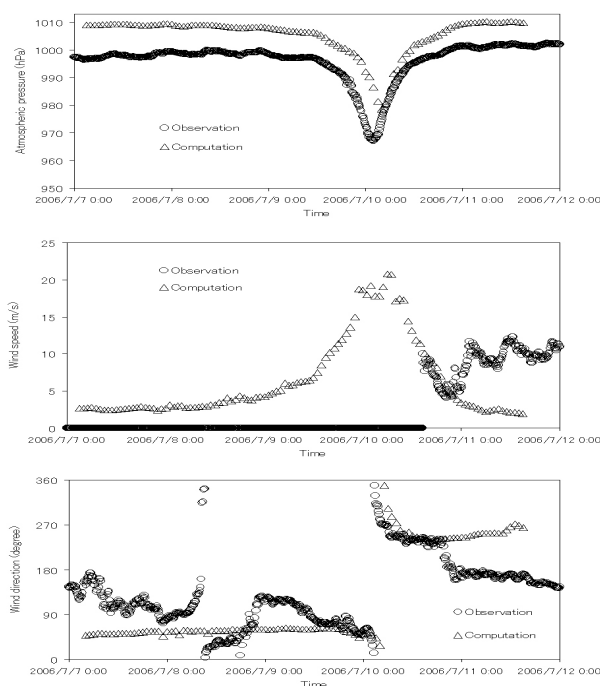 1010
1000
990
980
970
960
950
Atmospheric pressure (hPa)
Observation
Computation
2006/7/7 0:00 2006/7/8 0:00 2006/7/9 0:00 2006/7/10 0:00 2006/7/11 0:00 2006/7/12 0:00
Time
25
20
15
10
5
0
Wind speed (m/s)
Observation
Computation
2006/7/7 0:00 2006/7/8 0:00 2006/7/9 0:00 2006/7/10 0:00 2006/7/11 0:00 2006/7/12 0:00
Time
360
270
180
90
0
Wind direction (degree)
Observation
Computation
2006/7/7 0:00 2006/7/8 0:00 2006/7/9 0:00 2006/7/10 0:00 2006/7/11 0:00 2006/7/12 0:00
Time